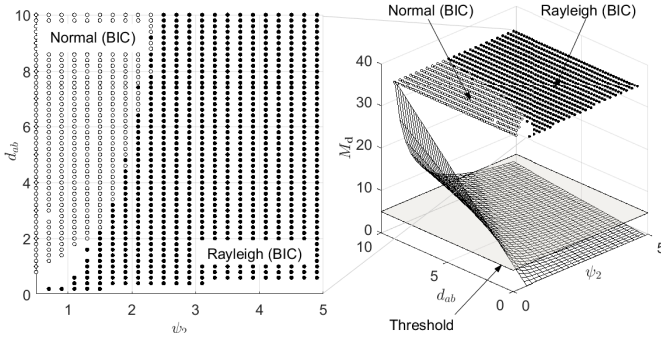 10
8
6
4
2
0
d_ab
Normal (BIC)
Rayleigh (BIC)
1
2
3
4
5
ψ_2
Normal (BIC)
Rayleigh (BIC)
40
30
20
10
0
M_d
10
5
0
d_ab
0
5
ψ_2
Threshold